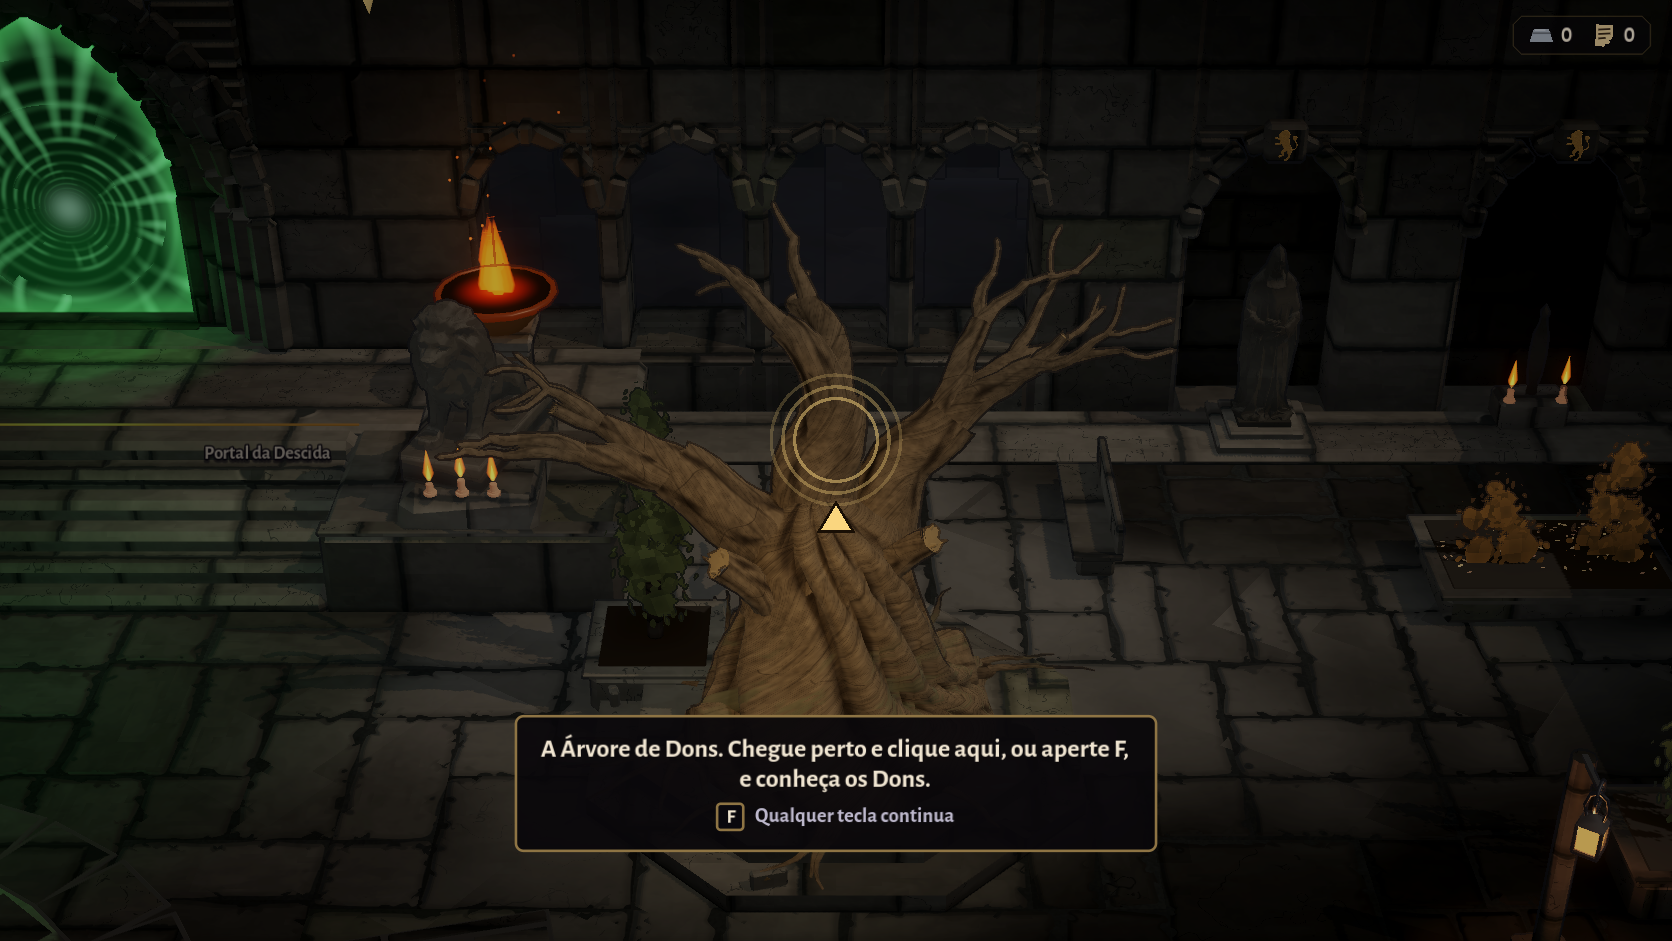 0 0
Portal da Descida
A Árvore de Dons. Chegue perto e clique aqui, ou aperte F,
e conheça os Dons.
F Qualquer tecla continua